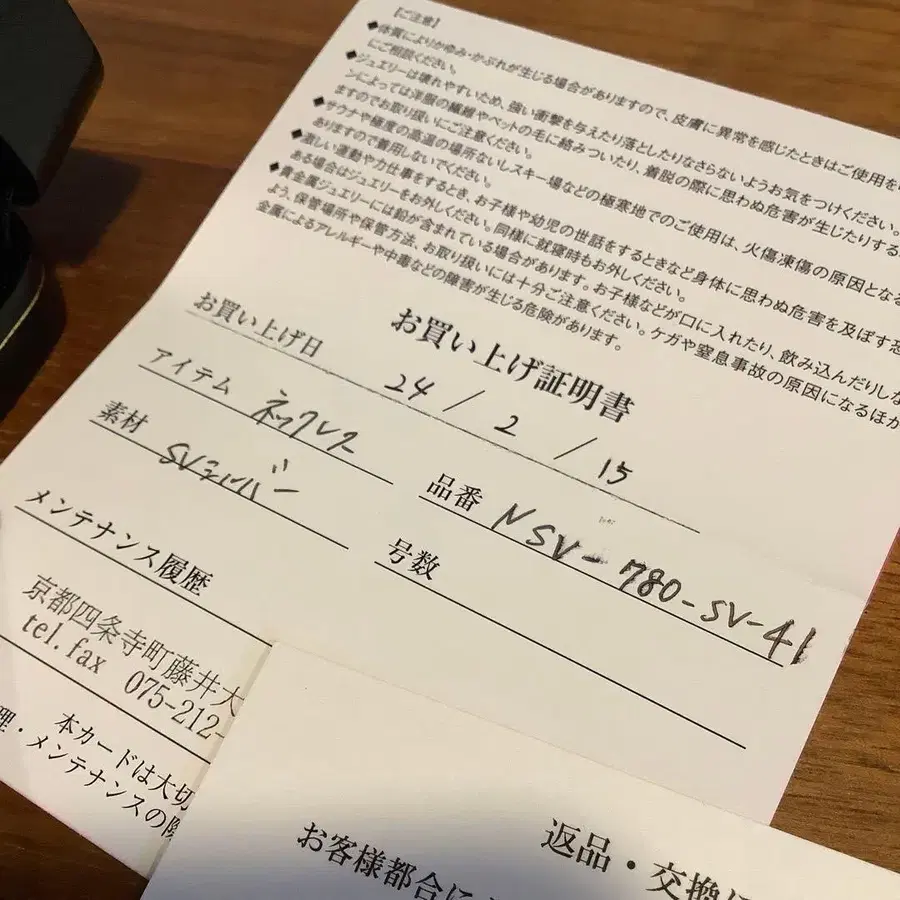 【ご注意】
◆体質によりかゆみ・かぶれが生じる場合がありますので、皮膚に異常を感じたときはご使用を
にご相談ください。
◆ジュエリーは壊れやすいため、強い衝撃を与えたり落としたりなさらないようお気をつけください。
ンによっては洋服の繊維やペットの毛に絡みついたり、着脱の際に思わぬ危害が生じたりする
ますのでお取り扱いにご注意ください。
◆サウナや極度の高温の場所ないしスキー場などの極寒地でのご使用は、火傷凍傷の原因となる
ありますので着用しないでください。
◆激しい運動や力仕事をするとき、お子様や幼児の世話をするときなど身体に思わぬ危害を及ぼす恐
ある場合はジュエリーをお外しください。同様に就寝時もお外しください。
◆貴金属ジュエリーには鉛が含まれている場合があります。お子様などが口に入れたり、飲み込んだりしな
よう、保管場所や保管方法、お取り扱いには十分ご注意ください。ケガや窒息事故の原因になるほか
金属によるアレルギーや中毒などの障害が生じる危険があります。
お買い上げ証明書
お買い上げ日 24 / 2 / 15
アイテム ネックレス
品番 NSV-780-SV-41
素材 SVシルバー
号数
メンテナンス履歴
京都四条寺町藤井大
tel.fax 075-212-
本カードは大切
理・メンテナンスの際
返品・交換に
お客様都合に